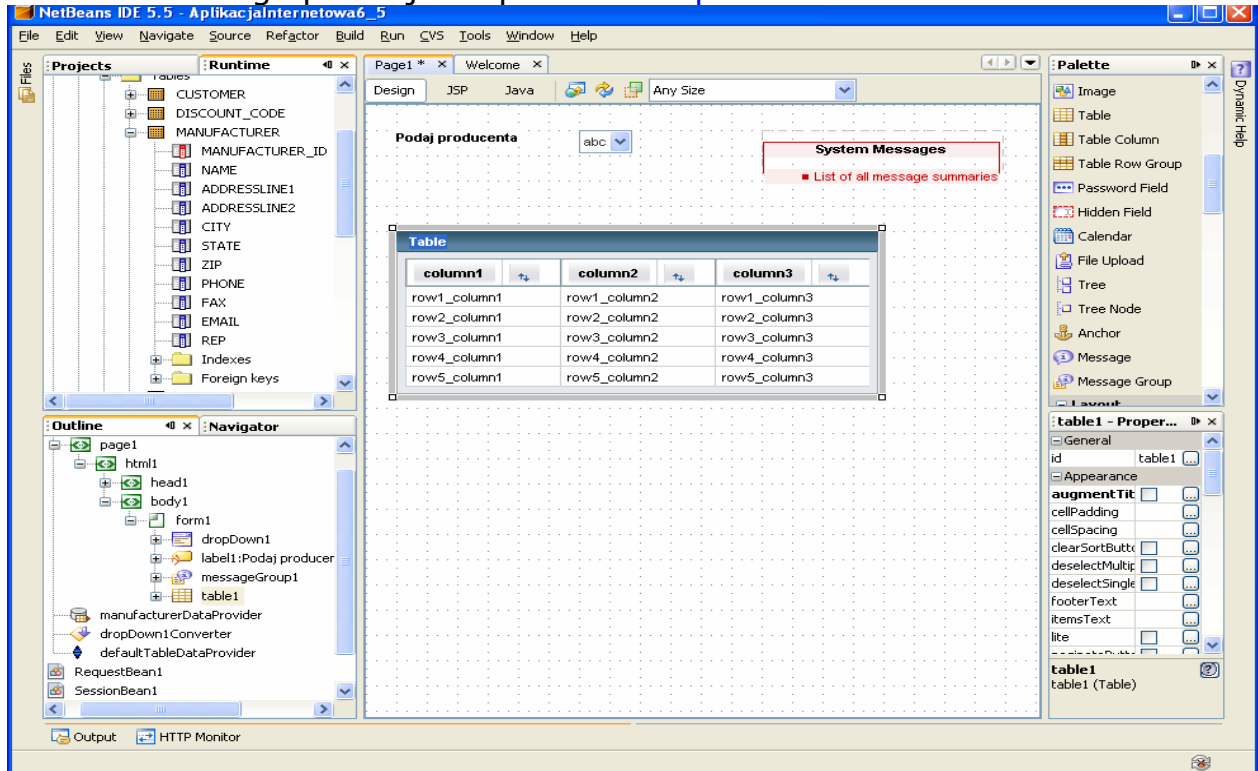 NetBeans IDE 5.5 - AplikacjaInternetowa6_5
File Edit View Navigate Source Refactor Build Run CVS Tools Window Help
Files
Projects Runtime
CUSTOMER
DISCOUNT_CODE
MANUFACTURER
MANUFACTURER_ID
NAME
ADDRESSLINE1
ADDRESSLINE2
CITY
STATE
ZIP
PHONE
FAX
EMAIL
REP
Indexes
Foreign keys
Outline Navigator
page1
html1
head1
body1
form1
dropDown1
label1:Podaj producer
messageGroup1
table1
manufacturerDataProvider
dropDown1Converter
defaultTableDataProvider
RequestBean1
SessionBean1
Output HTTP Monitor
Page1 * Welcome
Design JSP Java Any Size
Podaj producenta abc
System Messages
List of all message summaries
Table
column1 column2 column3
row1_column1 row1_column2 row1_column3
row2_column1 row2_column2 row2_column3
row3_column1 row3_column2 row3_column3
row4_column1 row4_column2 row4_column3
row5_column1 row5_column2 row5_column3
Palette
Image
Table
Table Column
Table Row Group
Password Field
Hidden Field
Calendar
File Upload
Tree
Tree Node
Anchor
Message
Message Group
Layout
table1 - Proper...
General
id table1
Appearance
augmentTit
cellPadding
cellSpacing
clearSortButt
deselectMultip
deselectSingle
footerText
itemsText
lite
table1
table1 (Table)
Dynamic Help